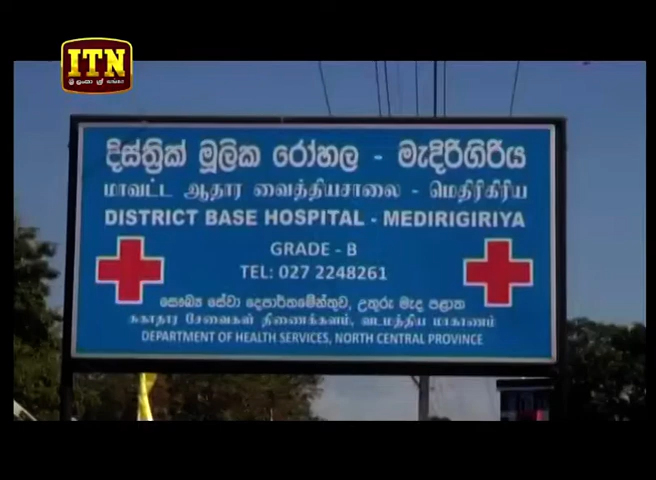 ITN
දිස්ත්‍රික් මූලික රෝහල - මැදිරිගිරිය
மாவட்ட ஆதார வைத்தியசாலை - மெதிரிகிரிய
DISTRICT BASE HOSPITAL - MEDIRIGIRIYA
GRADE - B
TEL: 027 2248261
සෞඛ්‍ය සේවා දෙපාර්තමේන්තුව, උතුරු මැද පළාත
சுகாதார சேவைகள் திணைக்களம், வடமத்திய மாகாணம்
DEPARTMENT OF HEALTH SERVICES, NORTH CENTRAL PROVINCE